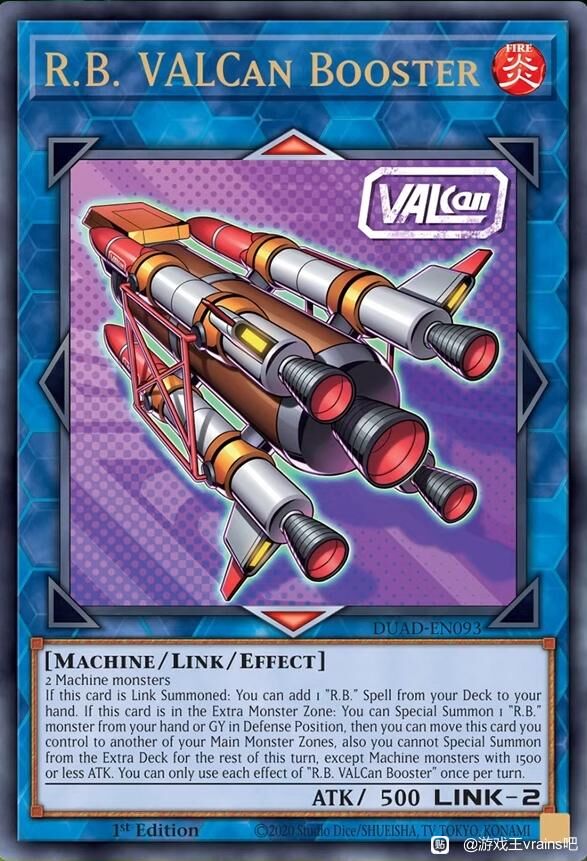 R.B. VALCan Booster
FIRE
炎
VALCan
DUAD-EN093
[Machine/Link/Effect]
2 Machine monsters
If this card is Link Summoned: You can add 1 "R.B." Spell from your Deck to your
hand. If this card is in the Extra Monster Zone: You can Special Summon 1 "R.B."
monster from your hand or GY in Defense Position, then you can move this card you
control to another of your Main Monster Zones, also you cannot Special Summon
from the Extra Deck for the rest of this turn, except Machine monsters with 1500
or less ATK. You can only use each effect of "R.B. VALCan Booster" once per turn.
ATK/ 500 LINK-2
1st Edition ©2020 Studio Dice/SHUEISHA, TV TOKYO, KONAMI
贴 @游戏王vrains吧